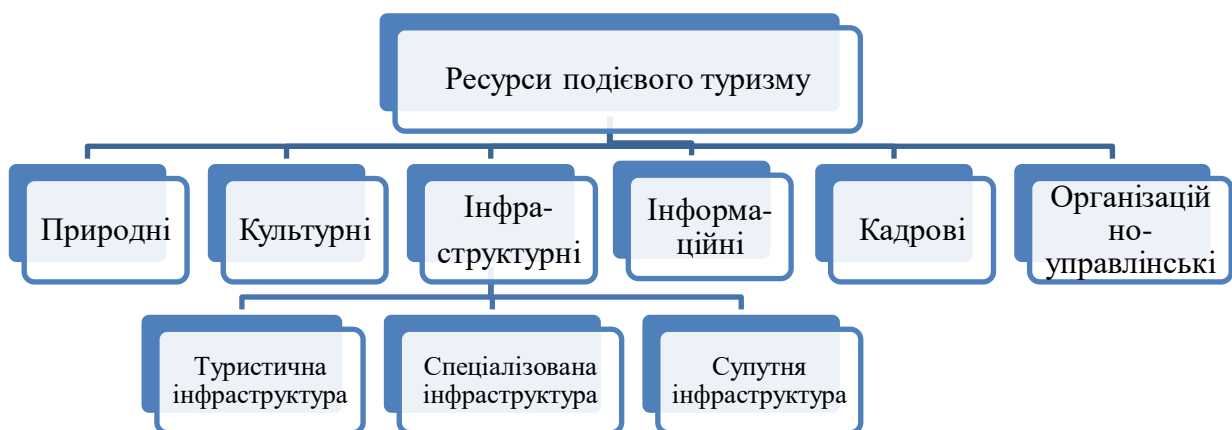 Ресурси подієвого туризму
Природні
Культурні
Інфра-
структурні
Інформа-
ційні
Кадрові
Організацій
но-
управлінські
Туристична
інфраструктура
Спеціалізована
інфраструктура
Супутня
інфраструктура